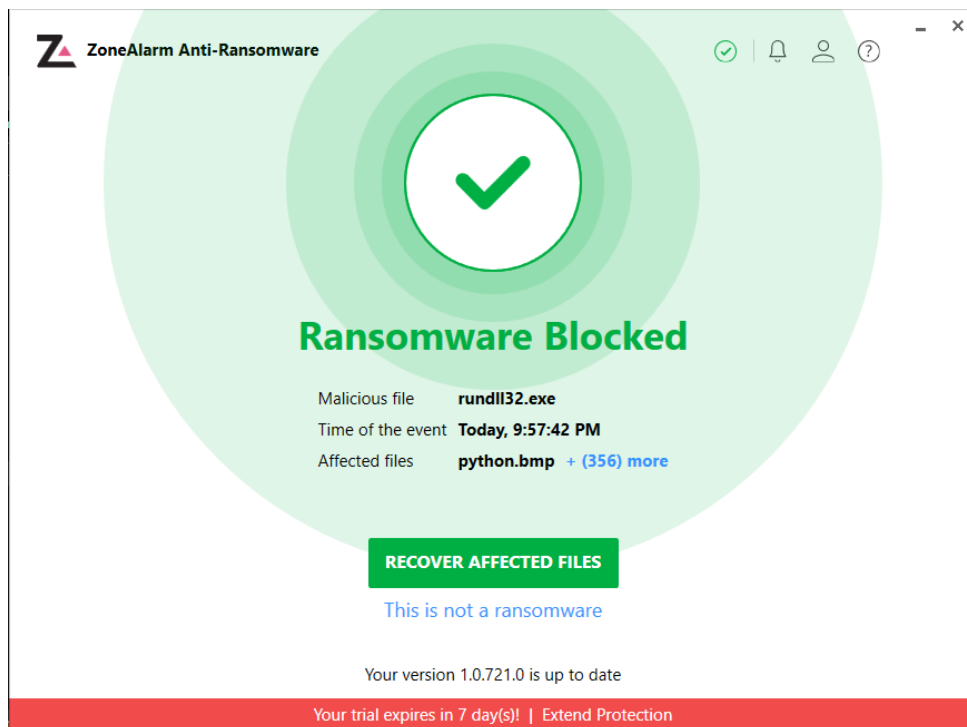 ZoneAlarm Anti-Ransomware
Ransomware Blocked
Malicious file rundll32.exe
Time of the event Today, 9:57:42 PM
Affected files python.bmp + (356) more
RECOVER AFFECTED FILES
This is not a ransomware
Your version 1.0.721.0 is up to date
Your trial expires in 7 day(s)! | Extend Protection